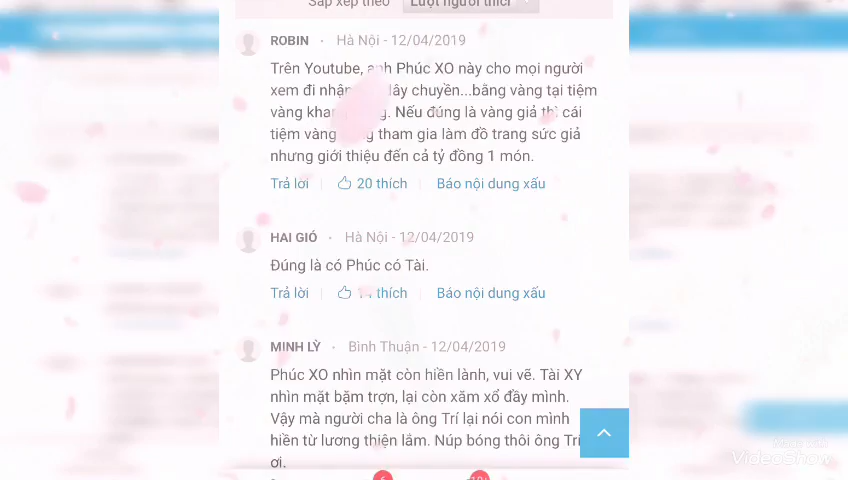 Sắp xếp theo Lượt người thích
ROBIN · Hà Nội - 12/04/2019
Trên Youtube, anh Phúc XO này cho mọi người
xem đi nhận dây chuyền...bằng vàng tại tiệm
vàng khang. Nếu đúng là vàng giả thì cái
tiệm vàng tham gia làm đồ trang sức giả
nhưng giới thiệu đến cả tỷ đồng 1 món.
Trả lời 20 thích Báo nội dung xấu
HAI GIÓ · Hà Nội - 12/04/2019
Đúng là có Phúc có Tài.
Trả lời thích Báo nội dung xấu
MINH LỲ · Bình Thuận - 12/04/2019
Phúc XO nhìn mặt còn hiền lành, vui vẽ. Tài XY
nhìn mặt bặm trợn, lại còn xăm xổ đầy mình.
Vậy mà người cha là ông Trí lại nói con mình
hiền từ lương thiện lắm. Núp bóng thôi ông Trí
ơi.
VideoShow